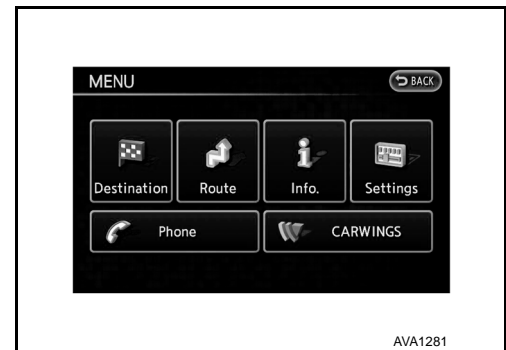 MENU
BACK
Destination
Route
Info.
Settings
Phone
CARWINGS
AVA1281